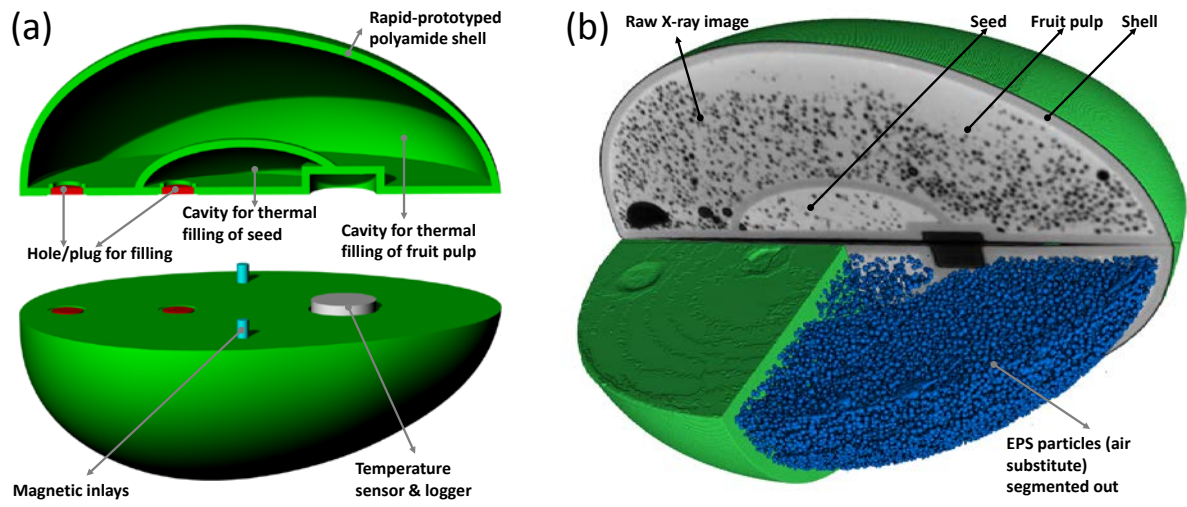 (a)
Rapid-prototyped
polyamide shell
Cavity for thermal
filling of seed
Cavity for thermal
filling of fruit pulp
Hole/plug for filling
Magnetic inlays
Temperature
sensor & logger
(b)
Raw X-ray image
Seed
Fruit pulp
Shell
EPS particles (air
substitute)
segmented out